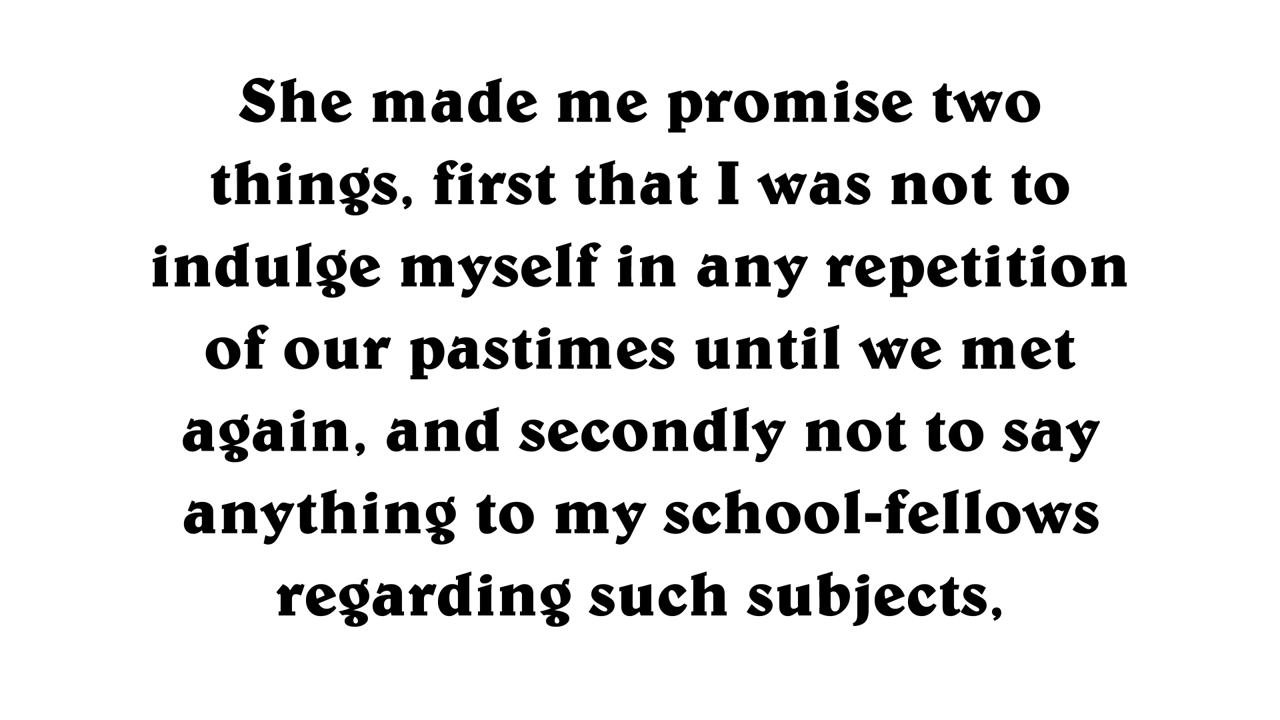 She made me promise two
things, first that I was not to
indulge myself in any repetition
of our pastimes until we met
again, and secondly not to say
anything to my school-fellows
regarding such subjects,